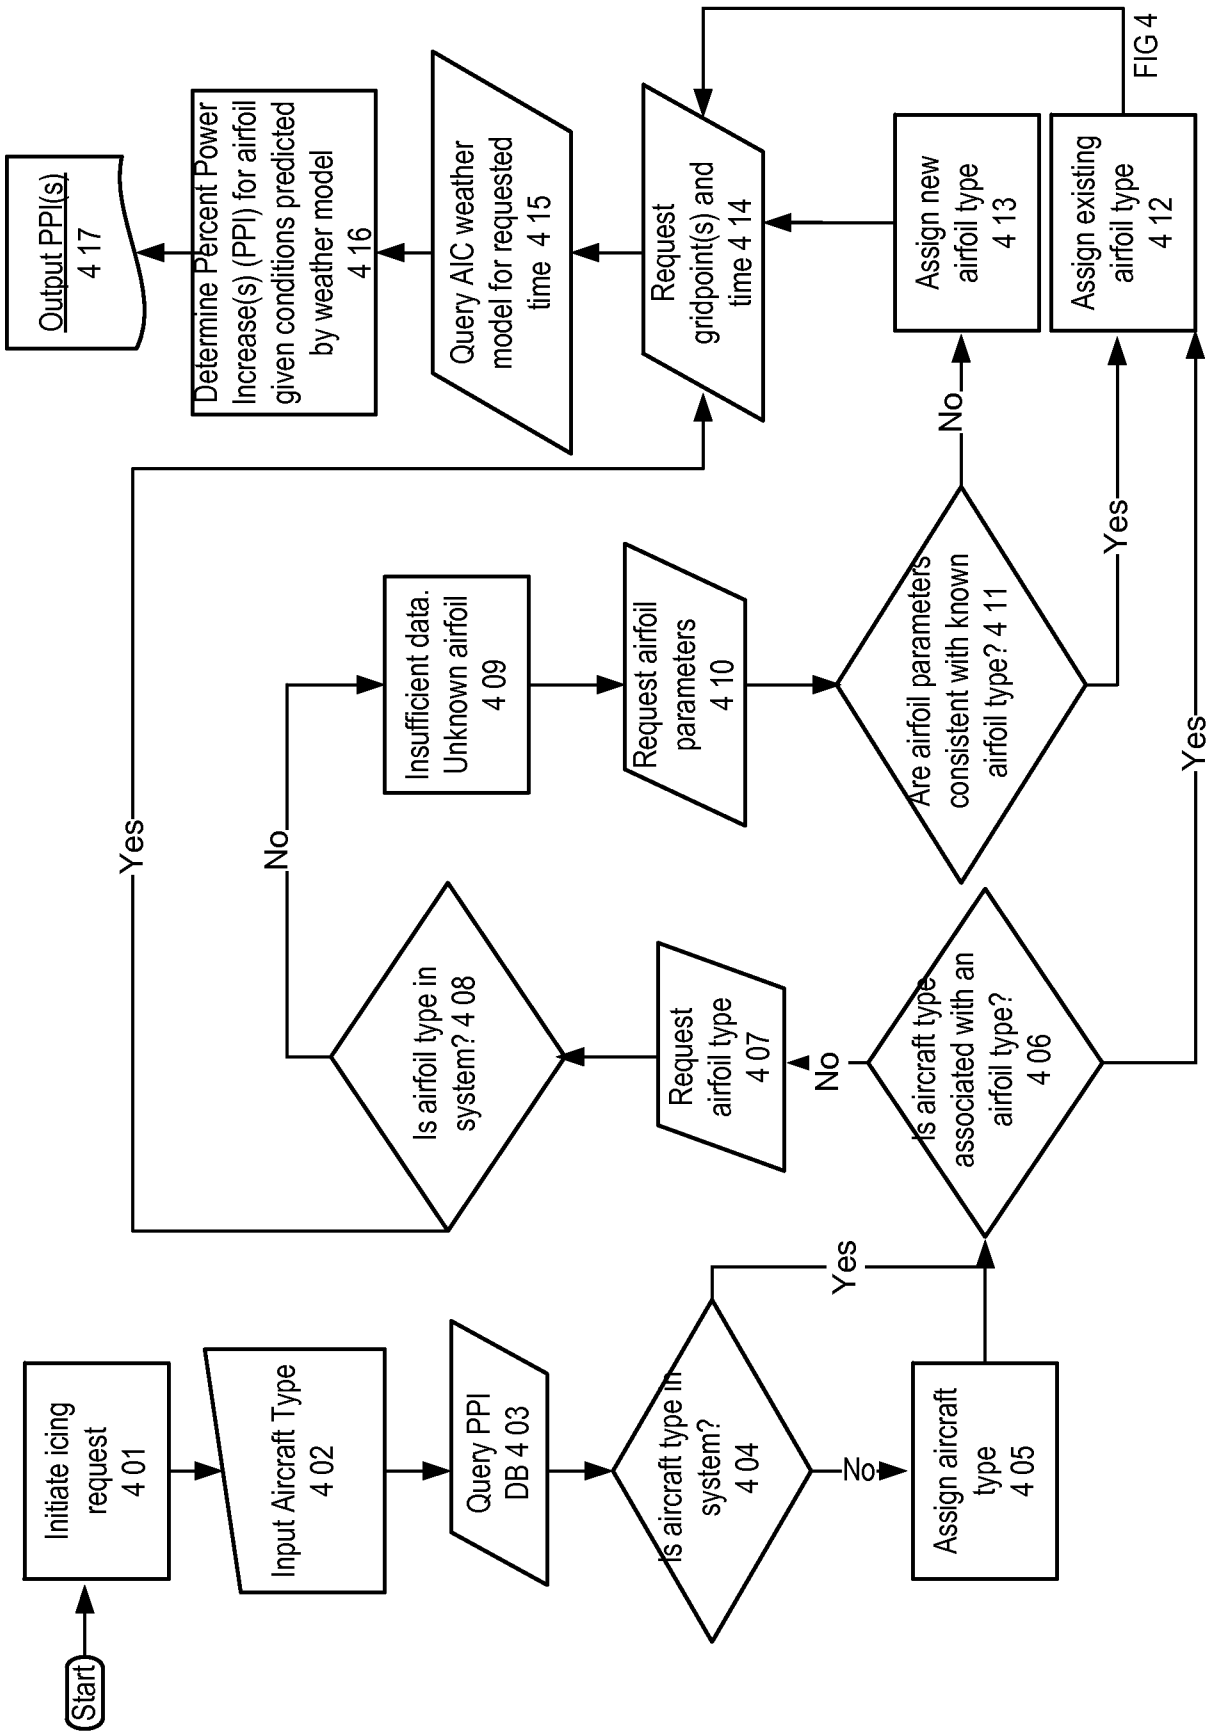 Start
Initiate icing
request
4 01
Input Aircraft Type
4 02
Query PPI
DB 4 03
Is aircraft type in
system?
4 04
No
Yes
Assign aircraft
type
4 05
Is aircraft type
associated with an
airfoil type?
4 06
No
Yes
Request
airfoil type
4 07
Is airfoil type in
system? 4 08
Yes
No
Insufficient data.
Unknown airfoil
4 09
Request airfoil
parameters
4 10
Are airfoil parameters
consistent with known
airfoil type? 4 11
No
Yes
Assign existing
airfoil type
4 12
Assign new
airfoil type
4 13
Request
gridpoint(s) and
time 4 14
Query AIC weather
model for requested
time 4 15
Determine Percent Power
Increase(s) (PPI) for airfoil
given conditions predicted
by weather model
4 16
Output PPI(s)
4 17
FIG 4